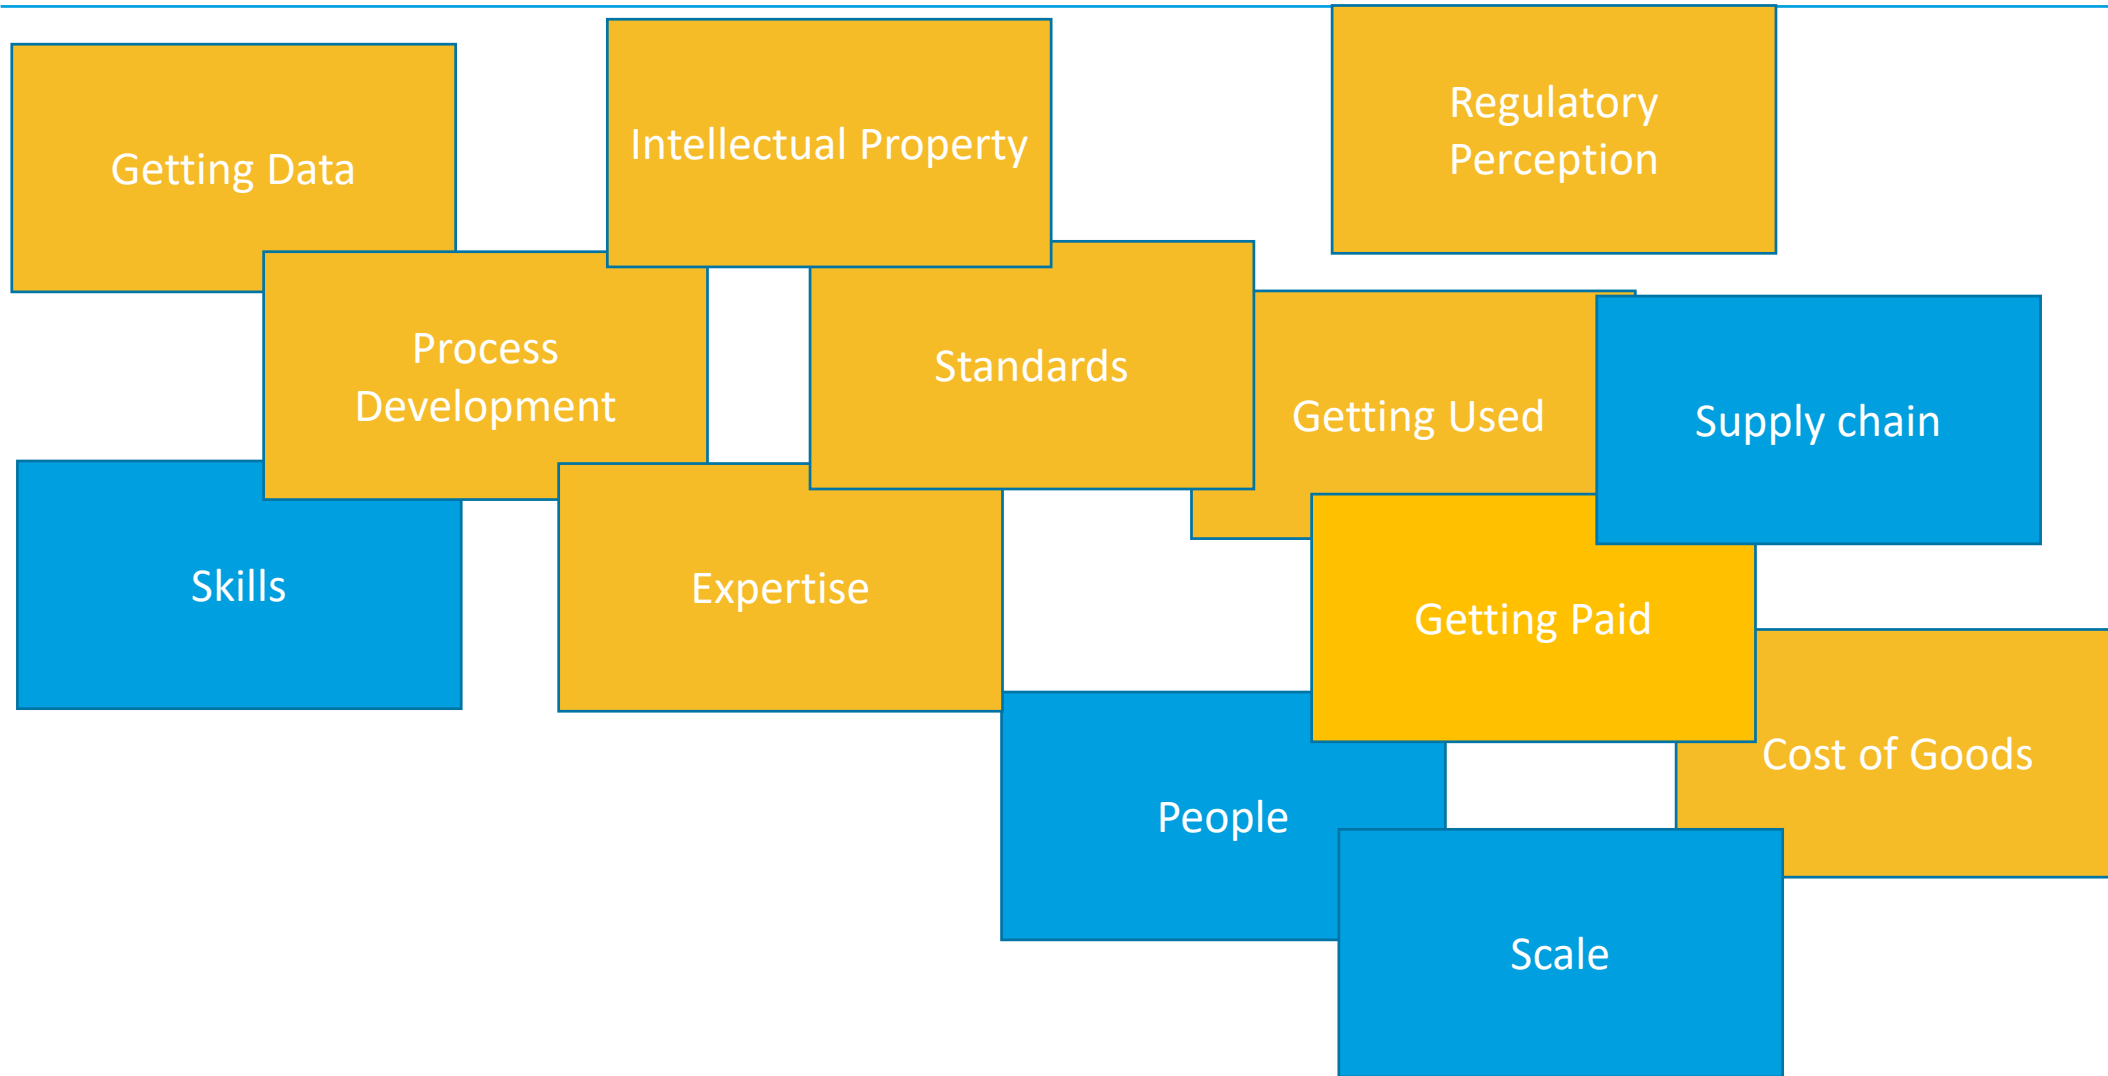 Getting Data
Intellectual Property
Regulatory
Perception
Process
Development
Standards
Getting Used
Supply chain
Skills
Expertise
Getting Paid
People
Cost of Goods
Scale